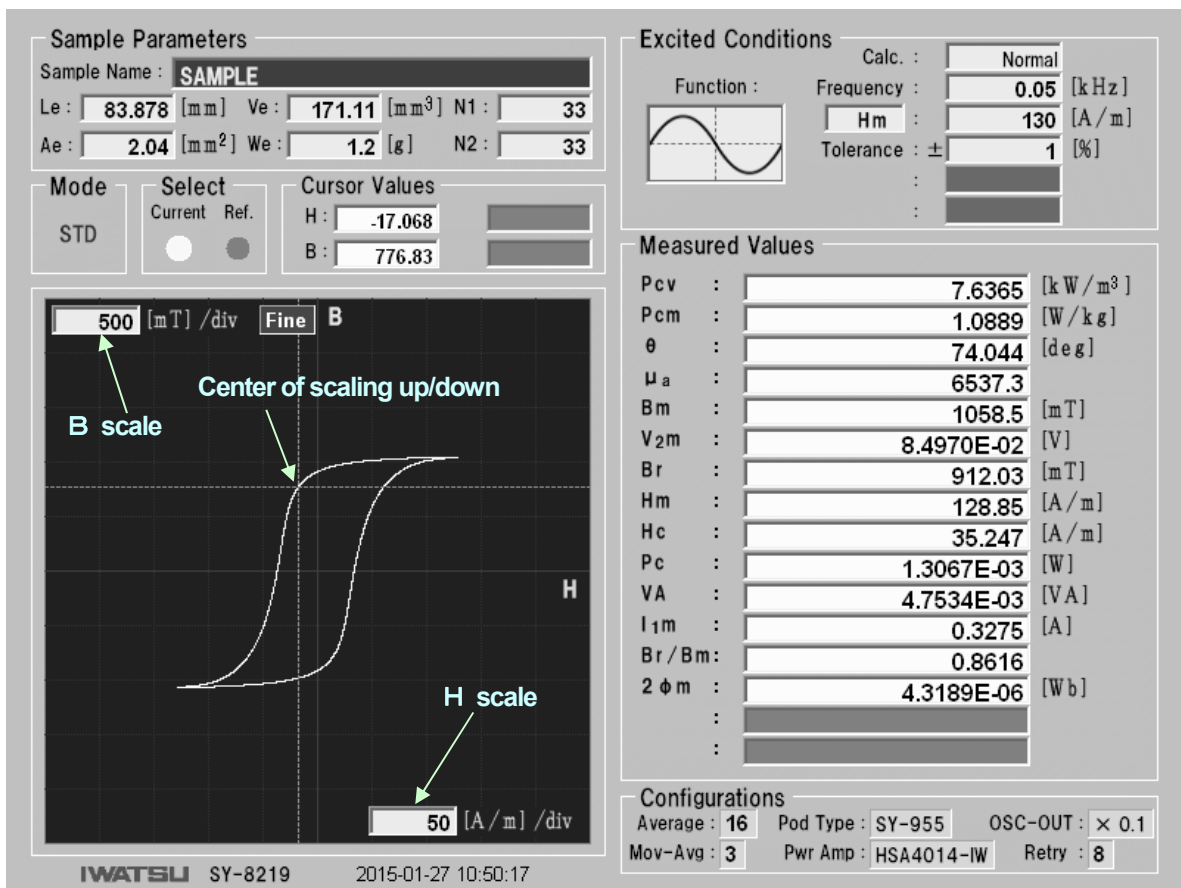 Sample Parameters
Sample Name : SAMPLE
Le : 83.878 [mm] Ve : 171.11 [mm³] N1 : 33
Ae : 2.04 [mm²] We : 1.2 [g] N2 : 33
Mode
STD
Select
Current Ref.
Cursor Values
H : -17.068
B : 776.83
500 [mT] /div Fine B
Center of scaling up/down
B scale
H
H scale
50 [A/m] /div
IWATSU SY-8219 2015-01-27 10:50:17
Excited Conditions
Calc. : Normal
Function : Frequency : 0.05 [kHz]
Hm : 130 [A/m]
Tolerance : ± 1 [%]
:
:
Measured Values
Pcv : 7.6365 [kW/m³]
Pcm : 1.0889 [W/kg]
θ : 74.044 [deg]
μa : 6537.3
Bm : 1058.5 [mT]
V2m : 8.4970E-02 [V]
Br : 912.03 [mT]
Hm : 128.85 [A/m]
Hc : 35.247 [A/m]
Pc : 1.3067E-03 [W]
VA : 4.7534E-03 [VA]
I1m : 0.3275 [A]
Br/Bm: 0.8616
2φm : 4.3189E-06 [Wb]
:
:
Configurations
Average : 16 Pod Type : SY-955 OSC-OUT : × 0.1
Mov-Avg : 3 Pwr Amp : HSA4014-IW Retry : 8